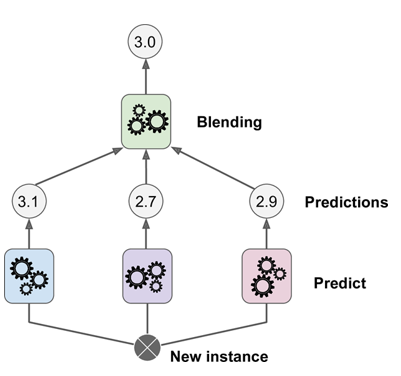 3.0
Blending
3.1 2.7 2.9 Predictions
Predict
New instance